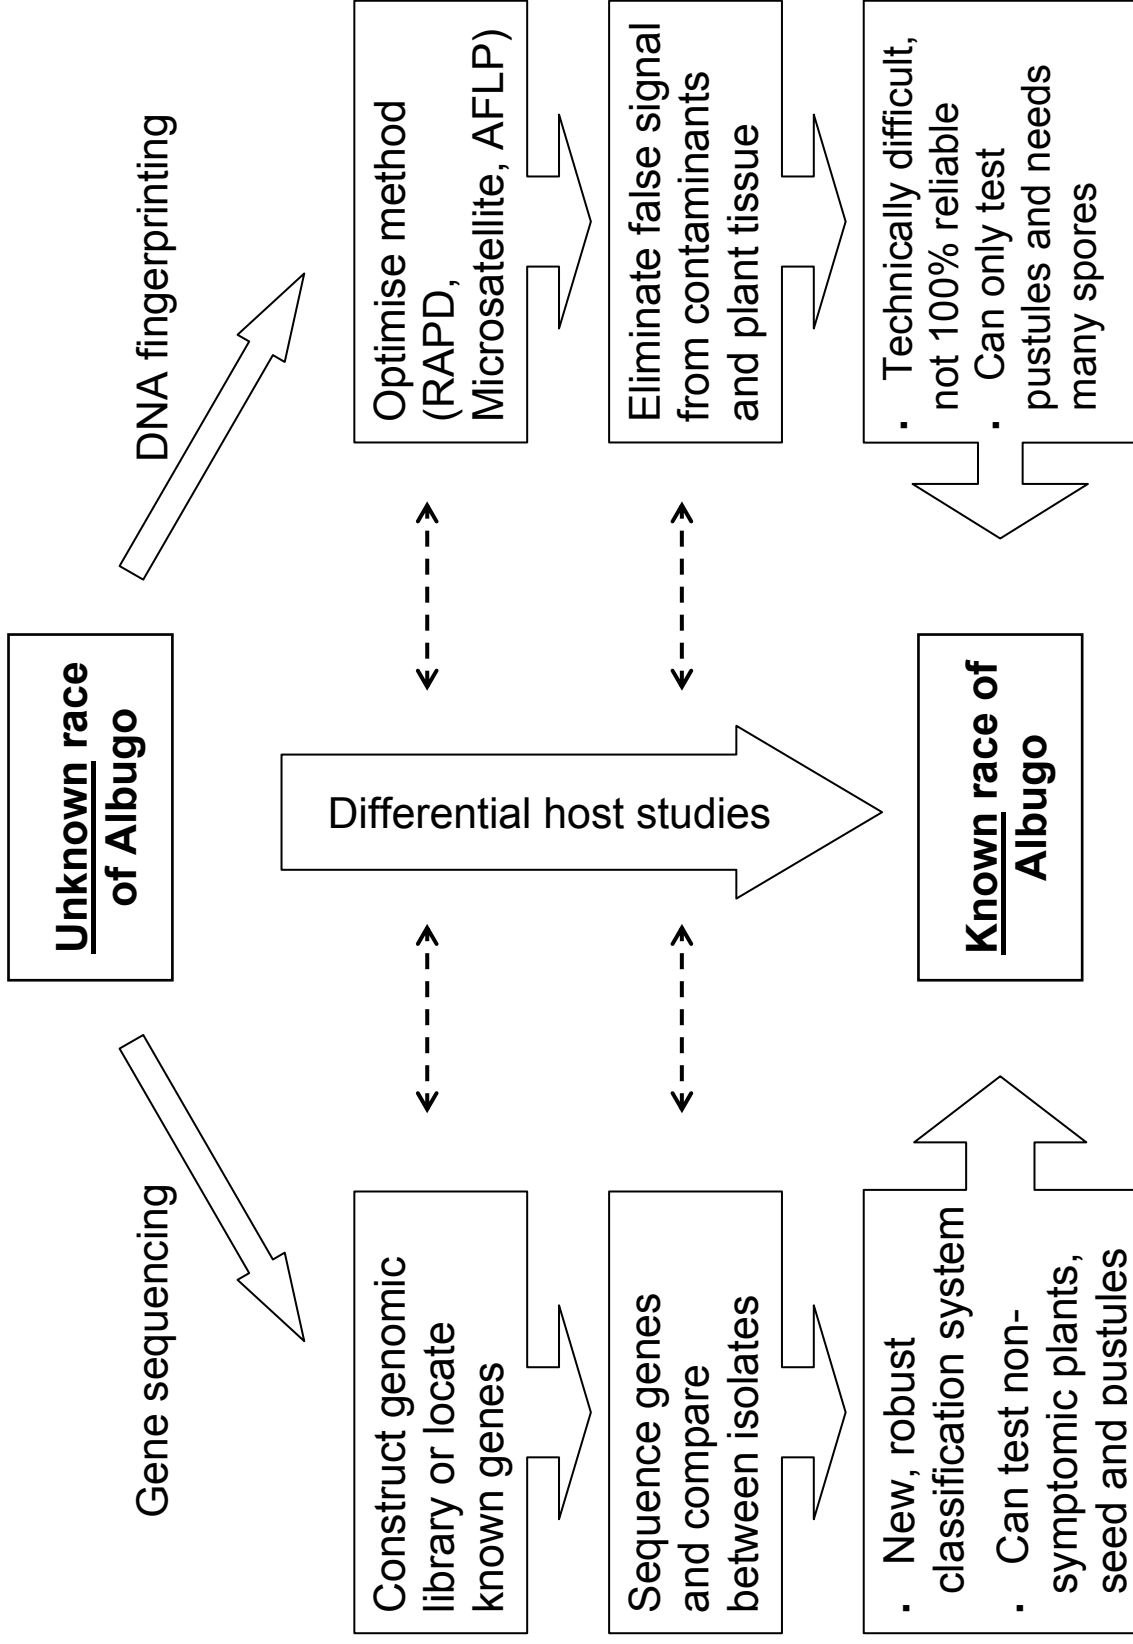 Unknown race
of Albugo
Gene sequencing
DNA fingerprinting
Construct genomic
library or locate
known genes
Sequence genes
and compare
between isolates
· New, robust
classification system
· Can test non-
symptomic plants,
seed and pustules
Differential host studies
Optimise method
(RAPD,
Microsatellite, AFLP)
Eliminate false signal
from contaminants
and plant tissue
· Technically difficult,
not 100% reliable
· Can only test
pustules and needs
many spores
Known race of
Albugo